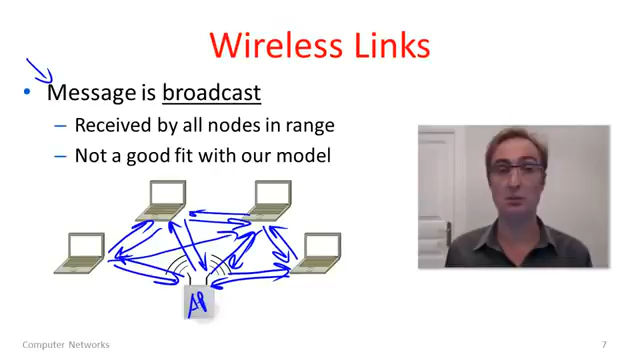 Wireless Links
• Message is broadcast
– Received by all nodes in range
– Not a good fit with our model
AP
Computer Networks
7